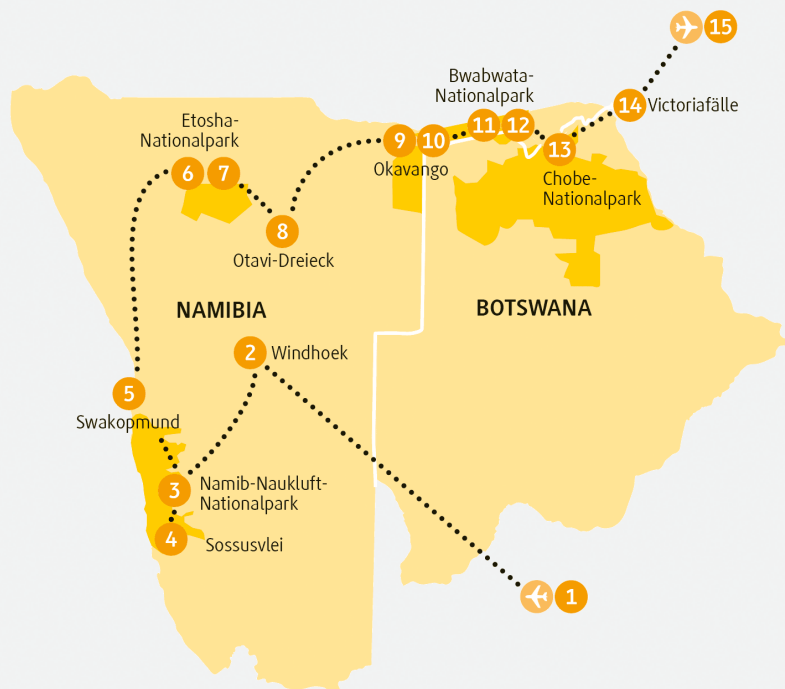 15
Bwabwata-
Nationalpark
14 Victoriafälle
Etosha-
Nationalpark
11 12
9 10
13
Okavango
6 7
Chobe-
Nationalpark
8
Otavi-Dreieck
NAMIBIA
BOTSWANA
2 Windhoek
5
Swakopmund
3 Namib-Naukluft-
Nationalpark
4 Sossusvlei
1